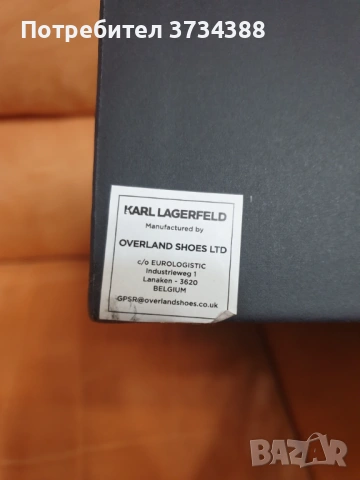 Потребител 3734388
KARL LAGERFELD
Manufactured by
OVERLAND SHOES LTD
c/o EUROLOGISTIC
Industrieweg 1
Lanaken - 3620
BELGIUM
GPSR@overlandshoes.co.uk
BAZAR